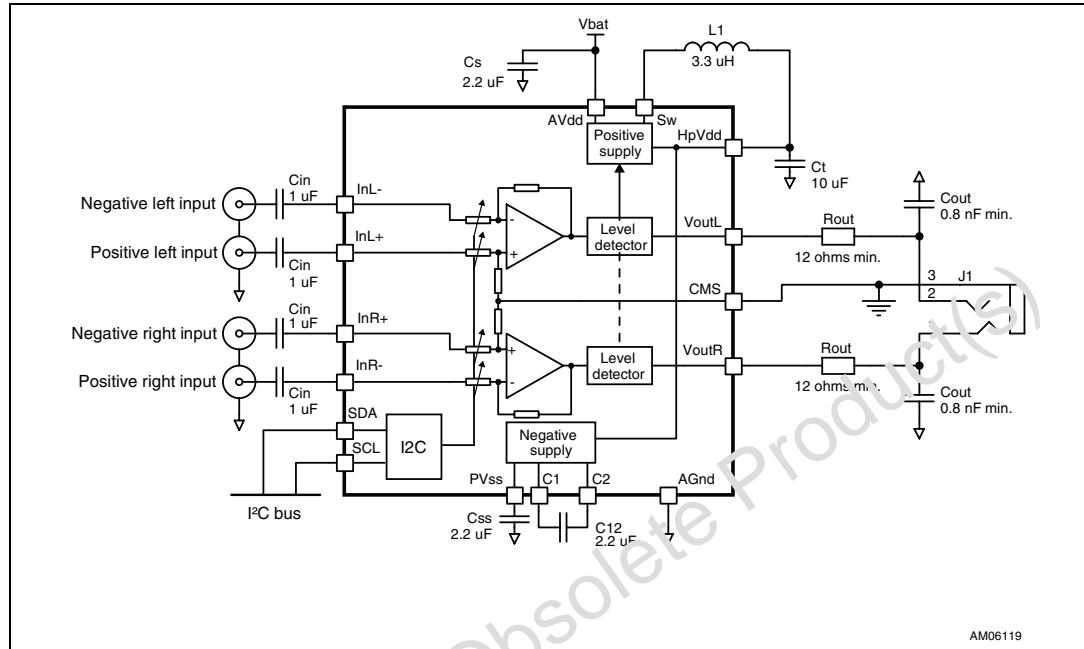 Vbat
L1
3.3 uH
Cs
2.2 uF
AVdd
Sw
Positive
supply
HpVdd
Ct
10 uF
Cin
1 uF
InL-
Negative left input
Cout
0.8 nF min.
Level
detector
VoutL
Rout
12 ohms min.
-
InL+
Positive left input
+
Cin
1 uF
CMS
3
2
J1
Cin
1 uF
InR+
Negative right input
+
Level
detector
VoutR
Rout
12 ohms min.
InR-
Positive right input
-
Cin
1 uF
Cout
0.8 nF min.
SDA
SCL
I2C
Negative
supply
PVss
C1
C2
AGnd
I²C bus
Css
2.2 uF
C12
2.2 uF
Obsolete Product(s)
AM06119